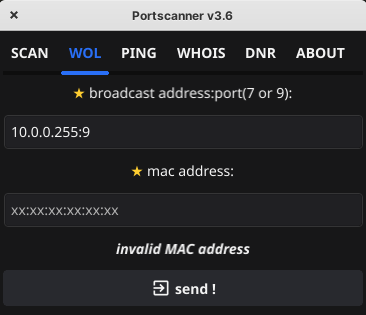 Portscanner v3.6
SCAN WOL PING WHOIS DNR ABOUT
★ broadcast address:port(7 or 9):
10.0.0.255:9
★ mac address:
xx:xx:xx:xx:xx:xx
invalid MAC address
send !